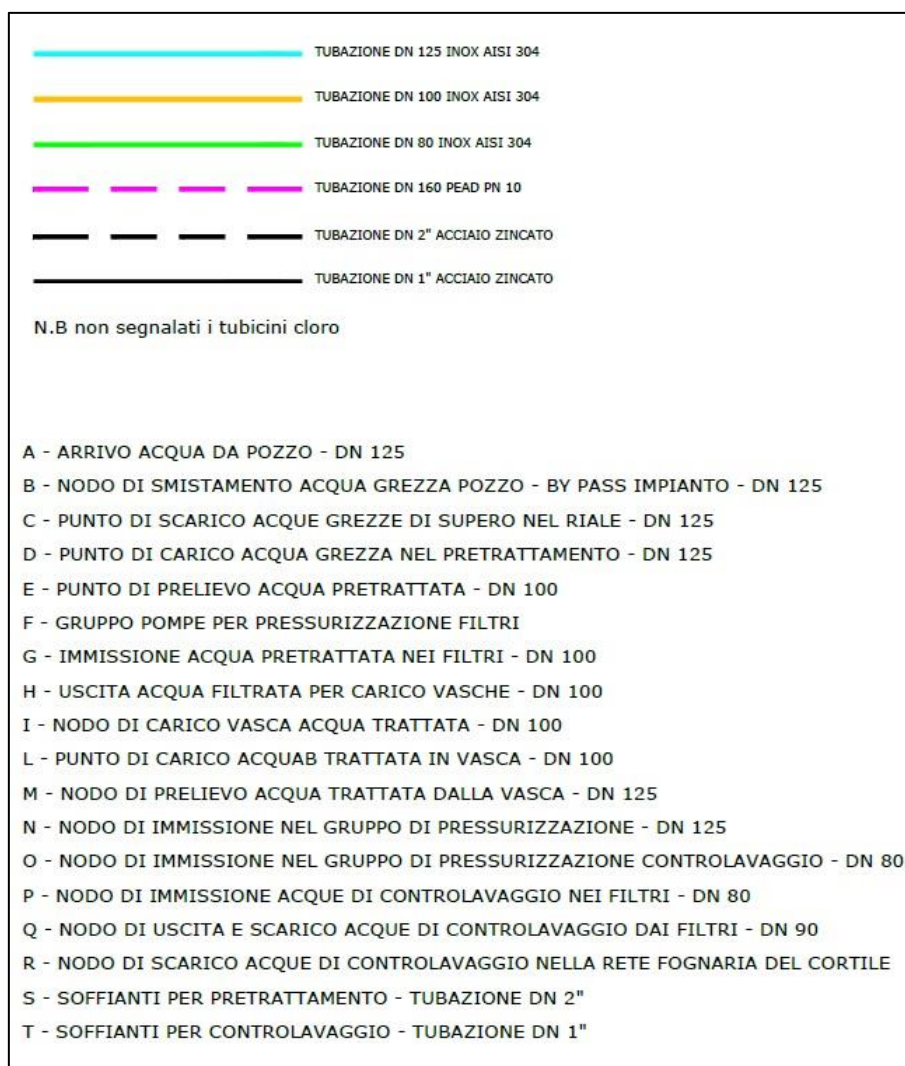 TUBAZIONE DN 125 INOX AISI 304
TUBAZIONE DN 100 INOX AISI 304
TUBAZIONE DN 80 INOX AISI 304
TUBAZIONE DN 160 PEAD PN 10
TUBAZIONE DN 2" ACCIAIO ZINCATO
TUBAZIONE DN 1" ACCIAIO ZINCATO
N.B non segnalati i tubicini cloro
A - ARRIVO ACQUA DA POZZO - DN 125
B - NODO DI SMISTAMENTO ACQUA GREZZA POZZO - BY PASS IMPIANTO - DN 125
C - PUNTO DI SCARICO ACQUE GREZZE DI SUPERO NEL RIALE - DN 125
D - PUNTO DI CARICO ACQUA GREZZA NEL PRETRATTAMENTO - DN 125
E - PUNTO DI PRELIEVO ACQUA PRETRATTATA - DN 100
F - GRUPPO POMPE PER PRESSURIZZAZIONE FILTRI
G - IMMISSIONE ACQUA PRETRATTATA NEI FILTRI - DN 100
H - USCITA ACQUA FILTRATA PER CARICO VASCHE - DN 100
I - NODO DI CARICO VASCA ACQUA TRATTATA - DN 100
L - PUNTO DI CARICO ACQUAB TRATTATA IN VASCA - DN 100
M - NODO DI PRELIEVO ACQUA TRATTATA DALLA VASCA - DN 125
N - NODO DI IMMISSIONE NEL GRUPPO DI PRESSURIZZAZIONE - DN 125
O - NODO DI IMMISSIONE NEL GRUPPO DI PRESSURIZZAZIONE CONTROLAVAGGIO - DN 80
P - NODO DI IMMISSIONE ACQUE DI CONTROLAVAGGIO NEI FILTRI - DN 80
Q - NODO DI USCITA E SCARICO ACQUE DI CONTROLAVAGGIO DAI FILTRI - DN 90
R - NODO DI SCARICO ACQUE DI CONTROLAVAGGIO NELLA RETE FOGNARIA DEL CORTILE
S - SOFFIANTI PER PRETRATTAMENTO - TUBAZIONE DN 2"
T - SOFFIANTI PER CONTROLAVAGGIO - TUBAZIONE DN 1"